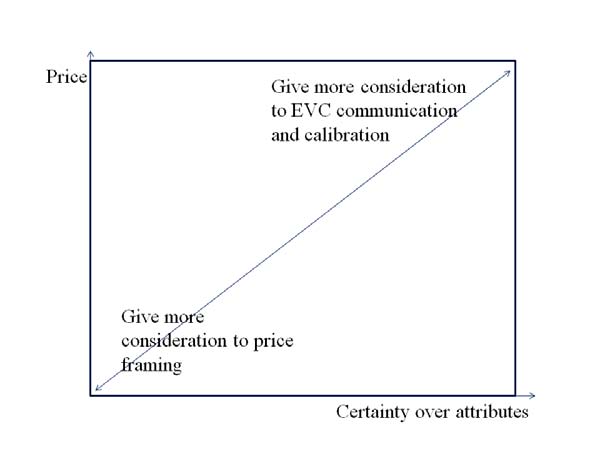 Price
Give more consideration
to EVC communication
and calibration
Give more
consideration to price
framing
Certainty over attributes